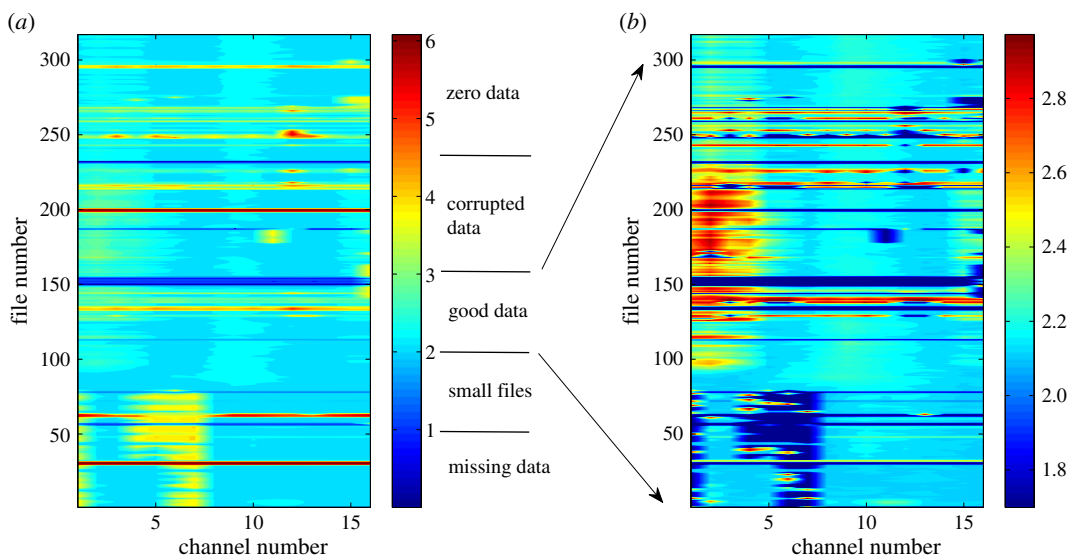 (a)
(b)
file number
300
250
200
150
100
50
5
10
15
channel number
6
5
4
3
2
1
zero data
corrupted
data
good data
small files
missing data
file number
300
250
200
150
100
50
5
10
15
channel number
2.8
2.6
2.4
2.2
2.0
1.8